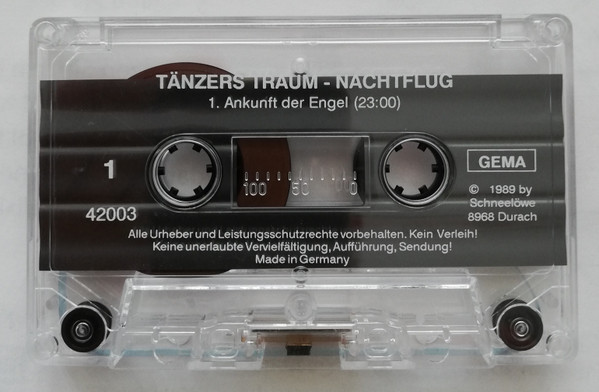 TÄNZERS TRAUM - NACHTFLUG
1. Ankunft der Engel (23:00)
1
GEMA
100 50 0
42003
© 1989 by
Schneelöwe
8968 Durach
Alle Urheber und Leistungsschutzrechte vorbehalten. Kein Verleih!
Keine unerlaubte Vervielfältigung, Aufführung, Sendung!
Made in Germany